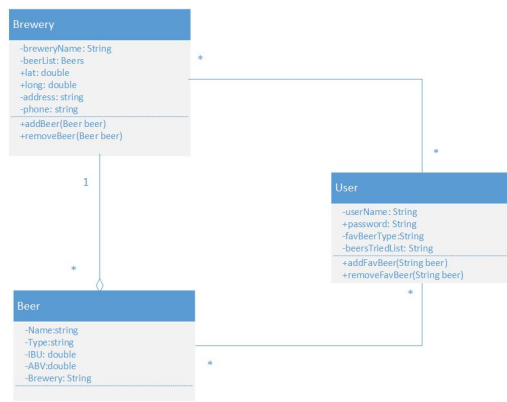 Brewery
-breweryName: String
-beerList: Beers
+lat: double
+long: double
-address: string
-phone: string
+addBeer(Beer beer)
+removeBeer(Beer beer)
*
*
1
User
-userName: String
+password: String
-favBeerType:String
-beersTriedList: String
+addFavBeer(String beer)
+removeFavBeer(String beer)
*
*
Beer
-Name:string
-Type:string
-IBU: double
-ABV:double
-Brewery: String
*